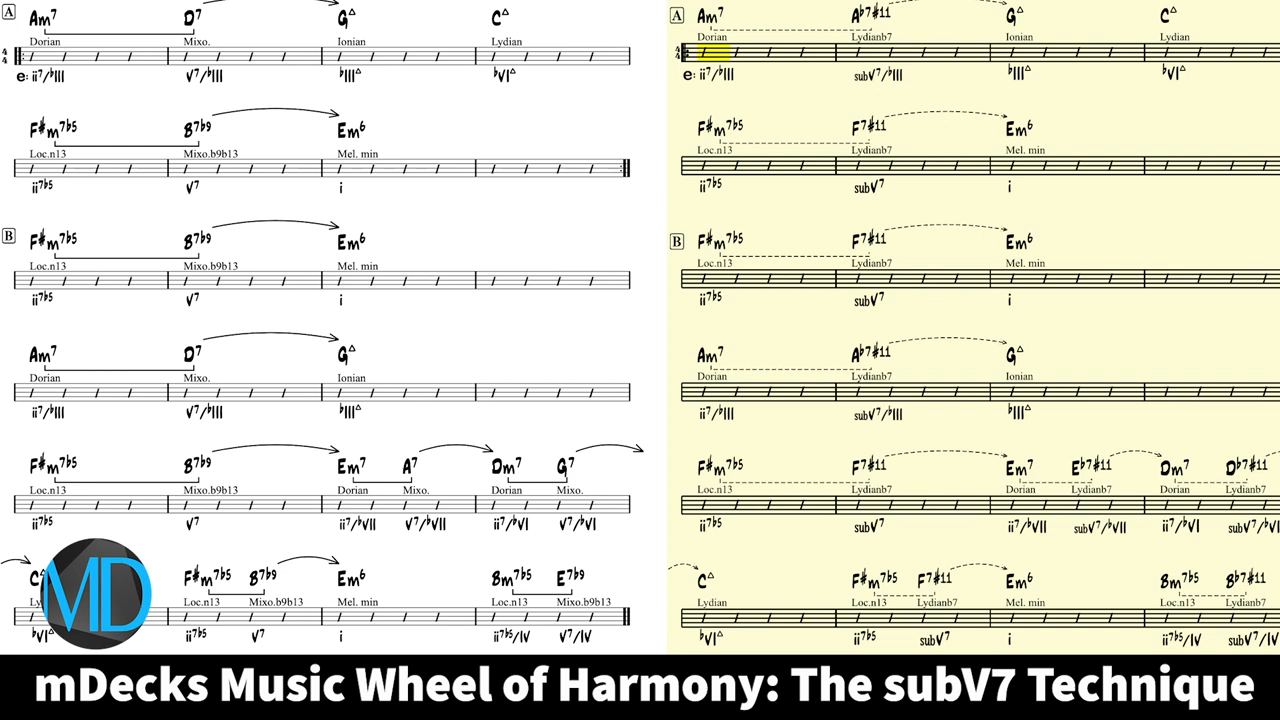 A
Am7 D7 G△ C△
Dorian Mixo. Ionian Lydian
4/4
e: ii7/♭III V7/♭III ♭III△ ♭VI△
F#m7♭5 B7♭9 Em6
Loc.n13 Mixo.b9b13 Mel. min
ii7♭5 V7 i
B
F#m7♭5 B7♭9 Em6
Loc.n13 Mixo.b9b13 Mel. min
ii7♭5 V7 i
Am7 D7 G△
Dorian Mixo. Ionian
ii7/♭III V7/♭III ♭III△
F#m7♭5 B7♭9 Em7 A7 Dm7 G7
Loc.n13 Mixo.b9b13 Dorian Mixo. Dorian Mixo.
ii7♭5 V7 ii7/♭VII V7/♭VII ii7/♭VI V7/♭VI
C△ F#m7♭5 B7♭9 Em6 Bm7♭5 E7♭9
Ly Loc.n13 Mixo.b9b13 Mel. min Loc.n13 Mixo.b9b13
♭VI△ ii7♭5 V7 i ii7♭5/IV V7/IV
MD
A
Am7 A♭7#11 G△ C△
Dorian Lydianb7 Ionian Lydian
4/4
e: ii7/♭III subV7/♭III ♭III△ ♭VI△
F#m7♭5 F7#11 Em6
Loc.n13 Lydianb7 Mel. min
ii7♭5 subV7 i
B
F#m7♭5 F7#11 Em6
Loc.n13 Lydianb7 Mel. min
ii7♭5 subV7 i
Am7 A♭7#11 G△
Dorian Lydianb7 Ionian
ii7/♭III subV7/♭III ♭III△
F#m7♭5 F7#11 Em7 E♭7#11 Dm7 D♭7#11
Loc.n13 Lydianb7 Dorian Lydianb7 Dorian Lydianb7
ii7♭5 subV7 ii7/♭VII subV7/♭VII ii7/♭VI subV7/♭VI
C△ F#m7♭5 F7#11 Em6 Bm7♭5 B♭7#11
Lydian Loc.n13 Lydianb7 Mel. min Loc.n13 Lydianb7
♭VI△ ii7♭5 subV7 i ii7♭5/IV subV7/IV
mDecks Music Wheel of Harmony: The subV7 Technique